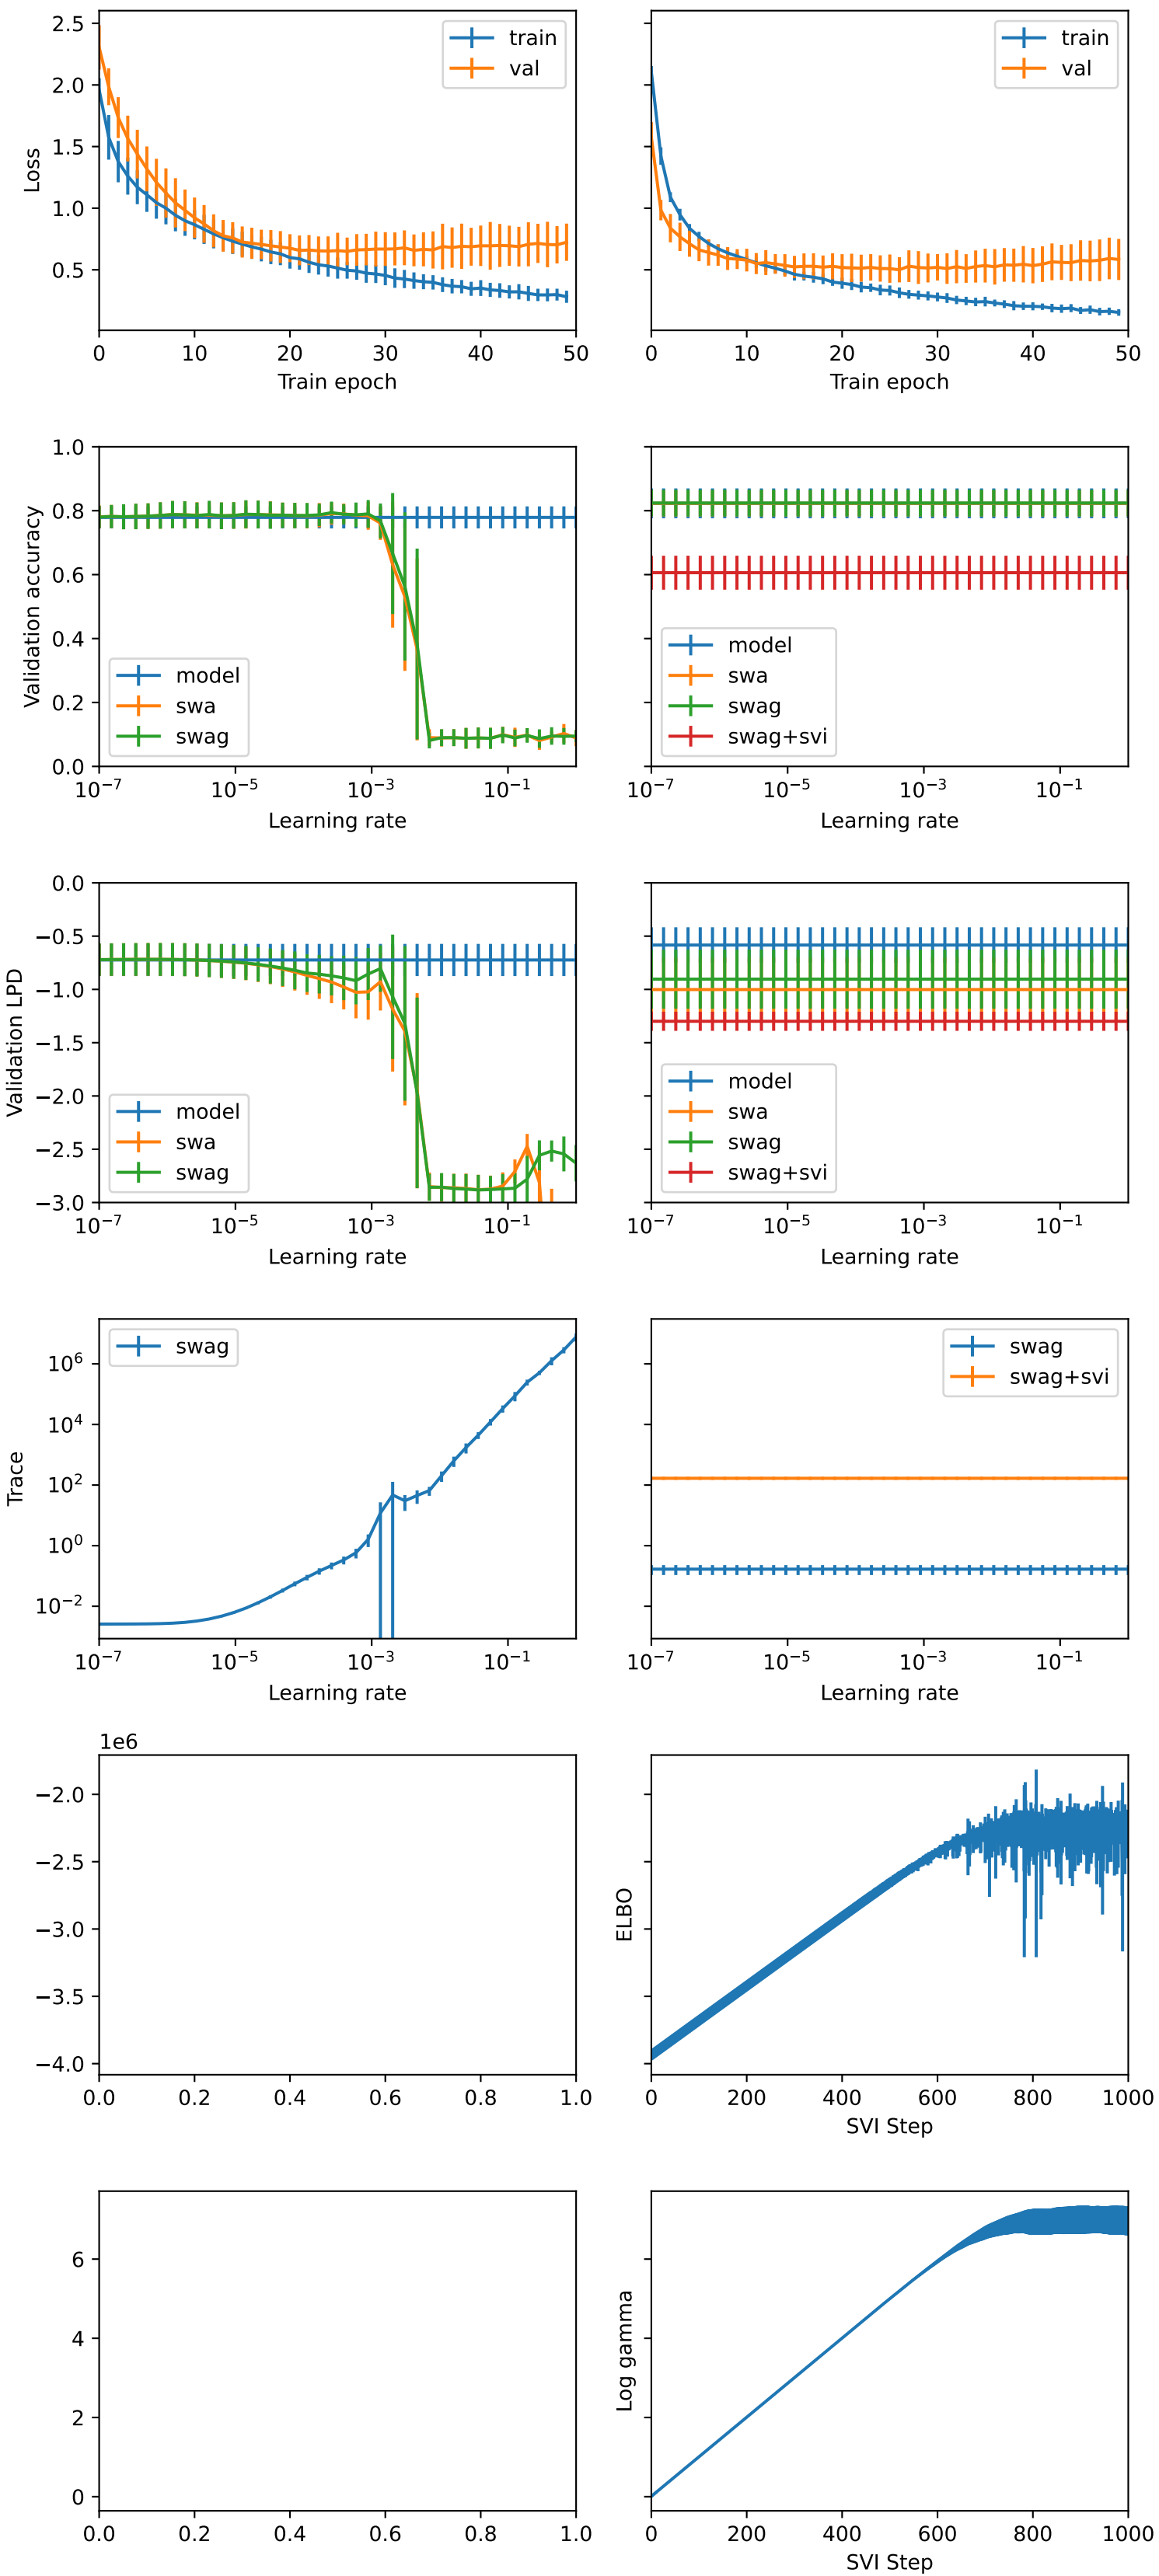 2.5
2.0
1.5
1.0
0.5
Loss
train
val
0 10 20 30 40 50
Train epoch
train
val
0 10 20 30 40 50
Train epoch
1.0
0.8
0.6
0.4
0.2
0.0
Validation accuracy
model
swa
swag
10⁻⁷ 10⁻⁵ 10⁻³ 10⁻¹
Learning rate
model
swa
swag
swag+svi
10⁻⁷ 10⁻⁵ 10⁻³ 10⁻¹
Learning rate
0.0
−0.5
−1.0
−1.5
−2.0
−2.5
−3.0
Validation LPD
model
swa
swag
10⁻⁷ 10⁻⁵ 10⁻³ 10⁻¹
Learning rate
model
swa
swag
swag+svi
10⁻⁷ 10⁻⁵ 10⁻³ 10⁻¹
Learning rate
10⁶
10⁴
10²
10⁰
10⁻²
Trace
swag
10⁻⁷ 10⁻⁵ 10⁻³ 10⁻¹
Learning rate
swag
swag+svi
10⁻⁷ 10⁻⁵ 10⁻³ 10⁻¹
Learning rate
1e6
−2.0
−2.5
−3.0
−3.5
−4.0
0.0 0.2 0.4 0.6 0.8 1.0
ELBO
0 200 400 600 800 1000
SVI Step
6
4
2
0
0.0 0.2 0.4 0.6 0.8 1.0
Log gamma
0 200 400 600 800 1000
SVI Step